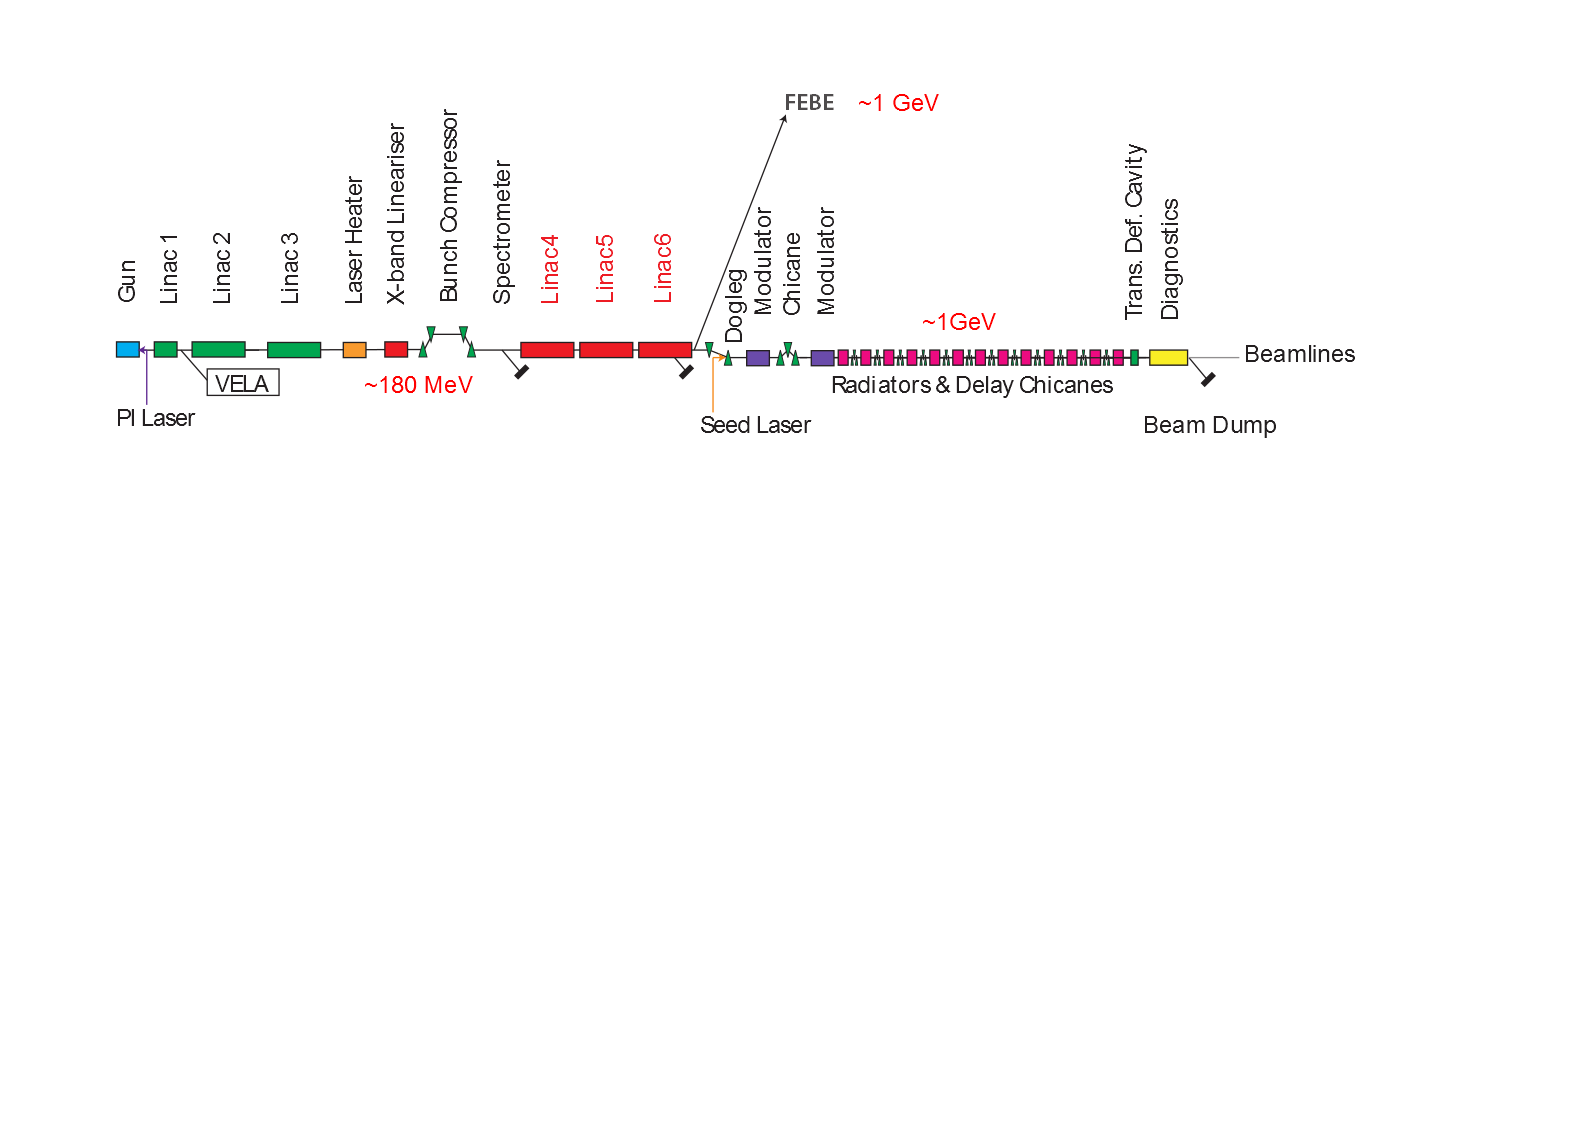 FEBE ~1 GeV
Gun
Linac 1
Linac 2
Linac 3
Laser Heater
X-band Lineariser
Bunch Compressor
Spectrometer
Linac4
Linac5
Linac6
Dogleg
Modulator
Chicane
Modulator
~1GeV
Trans. Def. Cavity
Diagnostics
Beamlines
VELA
~180 MeV
Radiators & Delay Chicanes
PI Laser
Seed Laser
Beam Dump